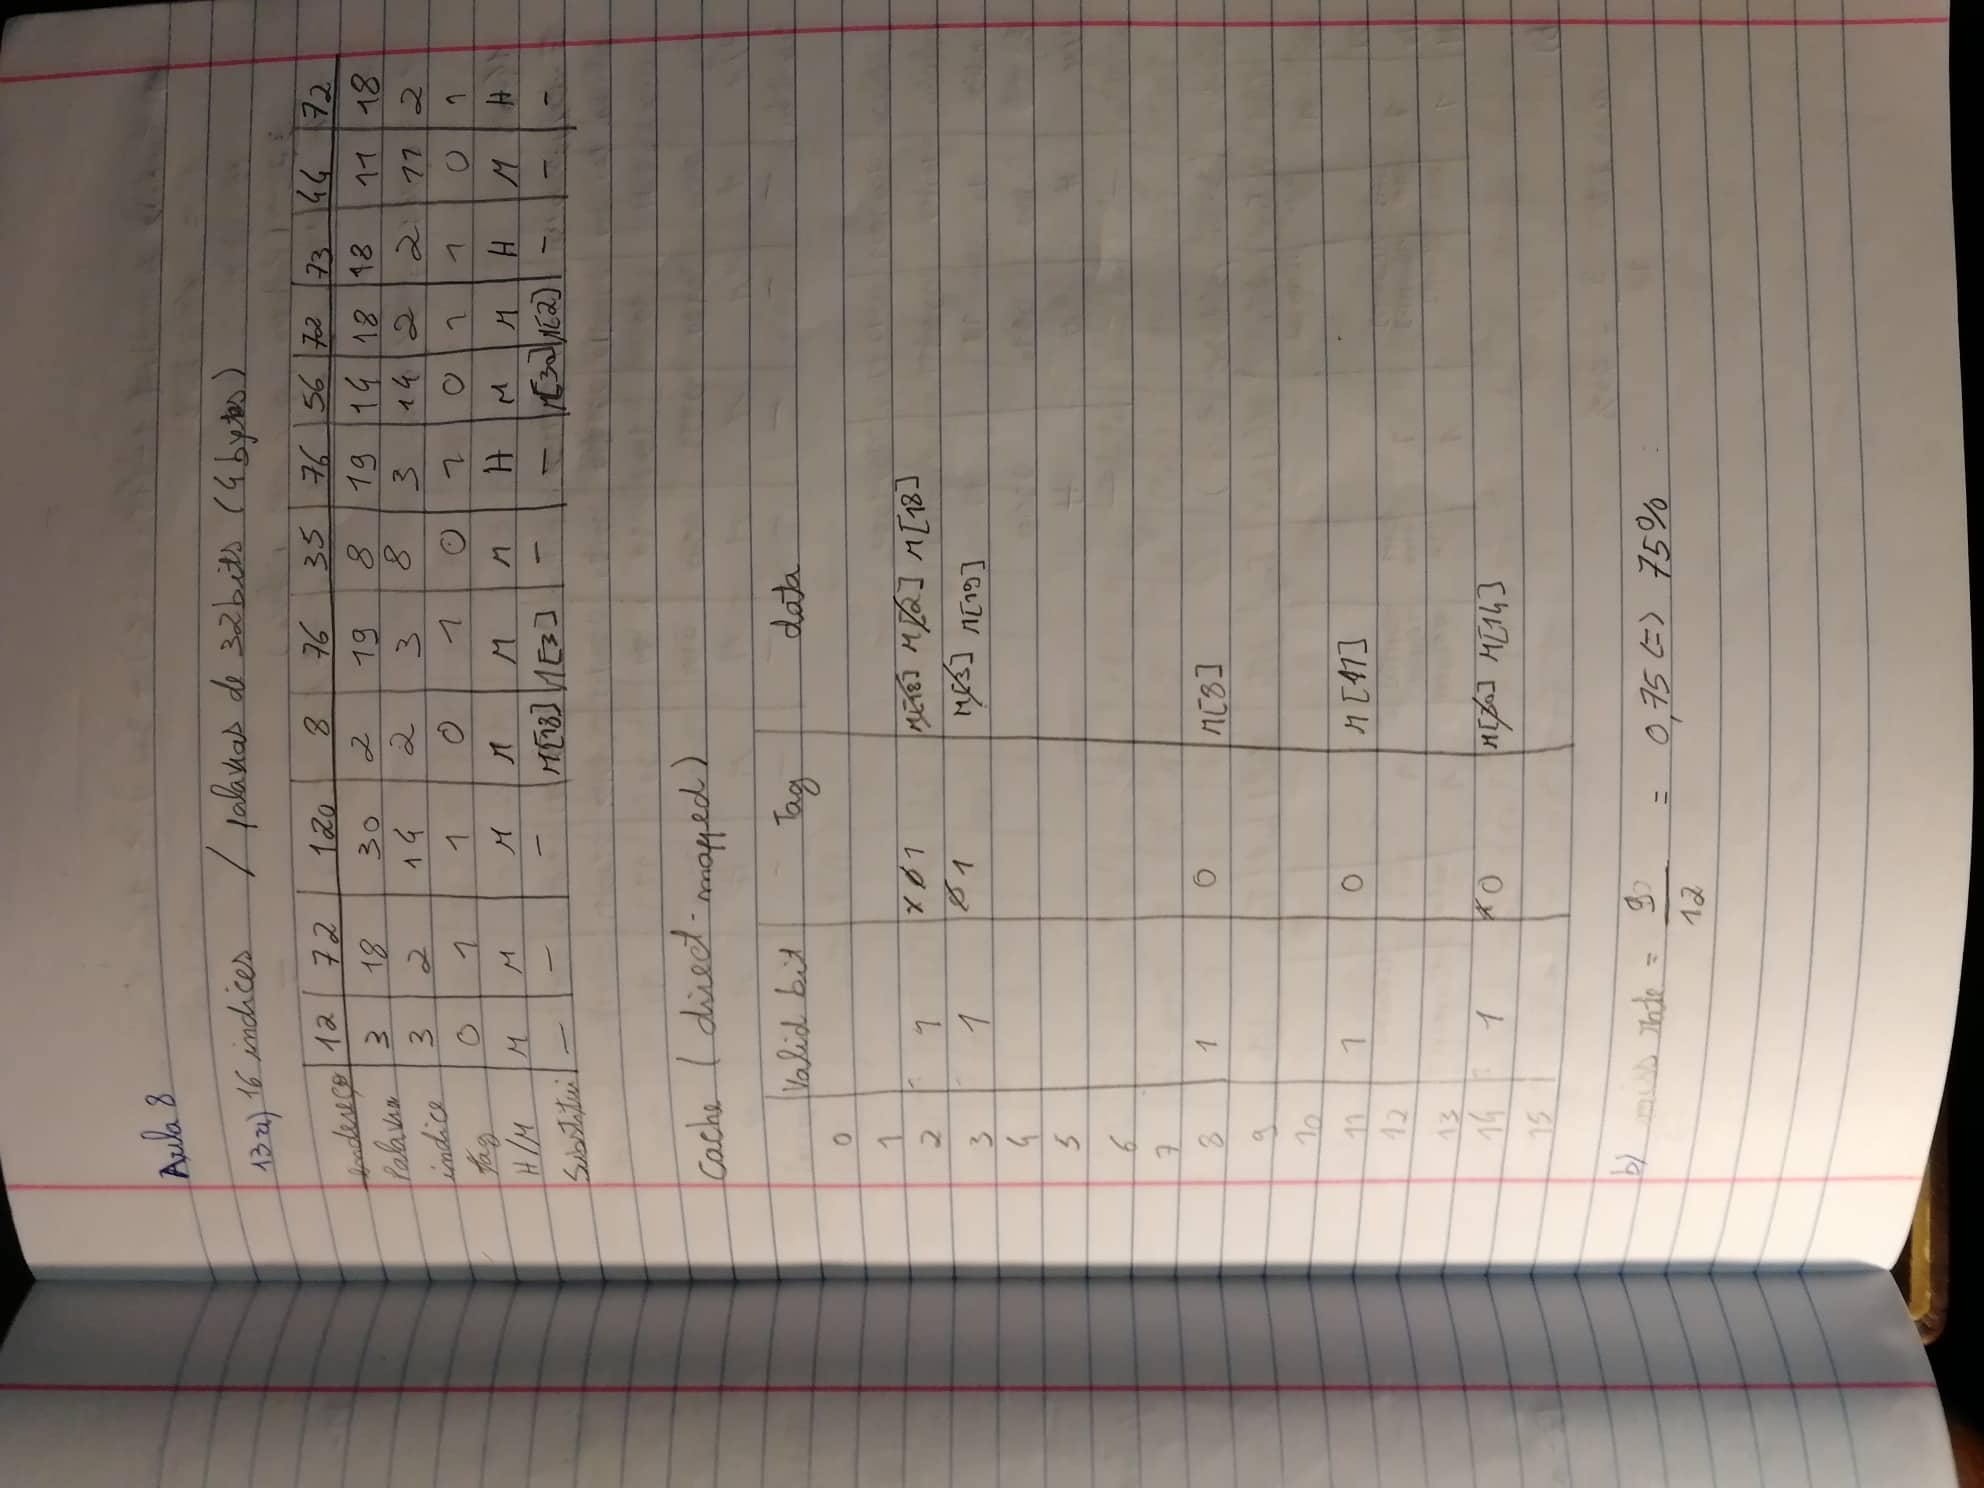 Aula 8
13 a) 16 indices / palavras de 32 bits (4 bytes)
Endereço | 12 | 72 | 120 | 8 | 76 | 35 | 76 | 56 | 72 | 73 | 44 | 72
Palavra | 3 | 18 | 30 | 2 | 19 | 8 | 19 | 14 | 18 | 18 | 11 | 18
indice | 3 | 2 | 14 | 2 | 3 | 8 | 3 | 14 | 2 | 2 | 11 | 2
tag | 0 | 1 | 1 | 0 | 1 | 0 | 1 | 0 | 1 | 1 | 0 | 1
H/M | M | M | M | M | M | M | H | M | M | H | M | H
Substitui | - | - | - | M[18] | M[3] | - | - | M[30] | M[2] | - | - | -
Cache (direct-mapped)
Valid bit | Tag | data
0
1
2 | 1 | 1 0 1 | M[18] M[2] M[18]
3 | 1 | 0 1 | M[3] M[19]
4
5
6
7
8 | 1 | 0 | M[8]
9
10
11 | 1 | 0 | M[11]
12
13
14 | 1 | 1 0 | M[30] M[14]
15
b) miss rate = 9/12 = 0,75 <=> 75%